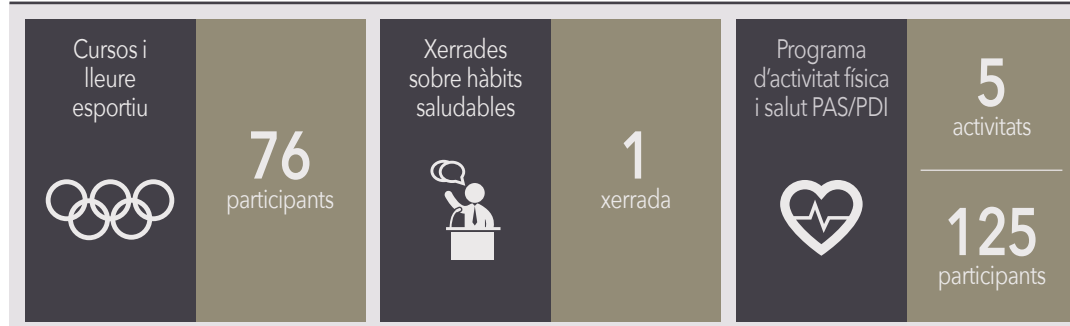 Cursos i
lleure
esportiu
76
participants
Xerrades
sobre hàbits
saludables
1
xerrada
Programa
d'activitat física
i salut PAS/PDI
5
activitats
125
participants